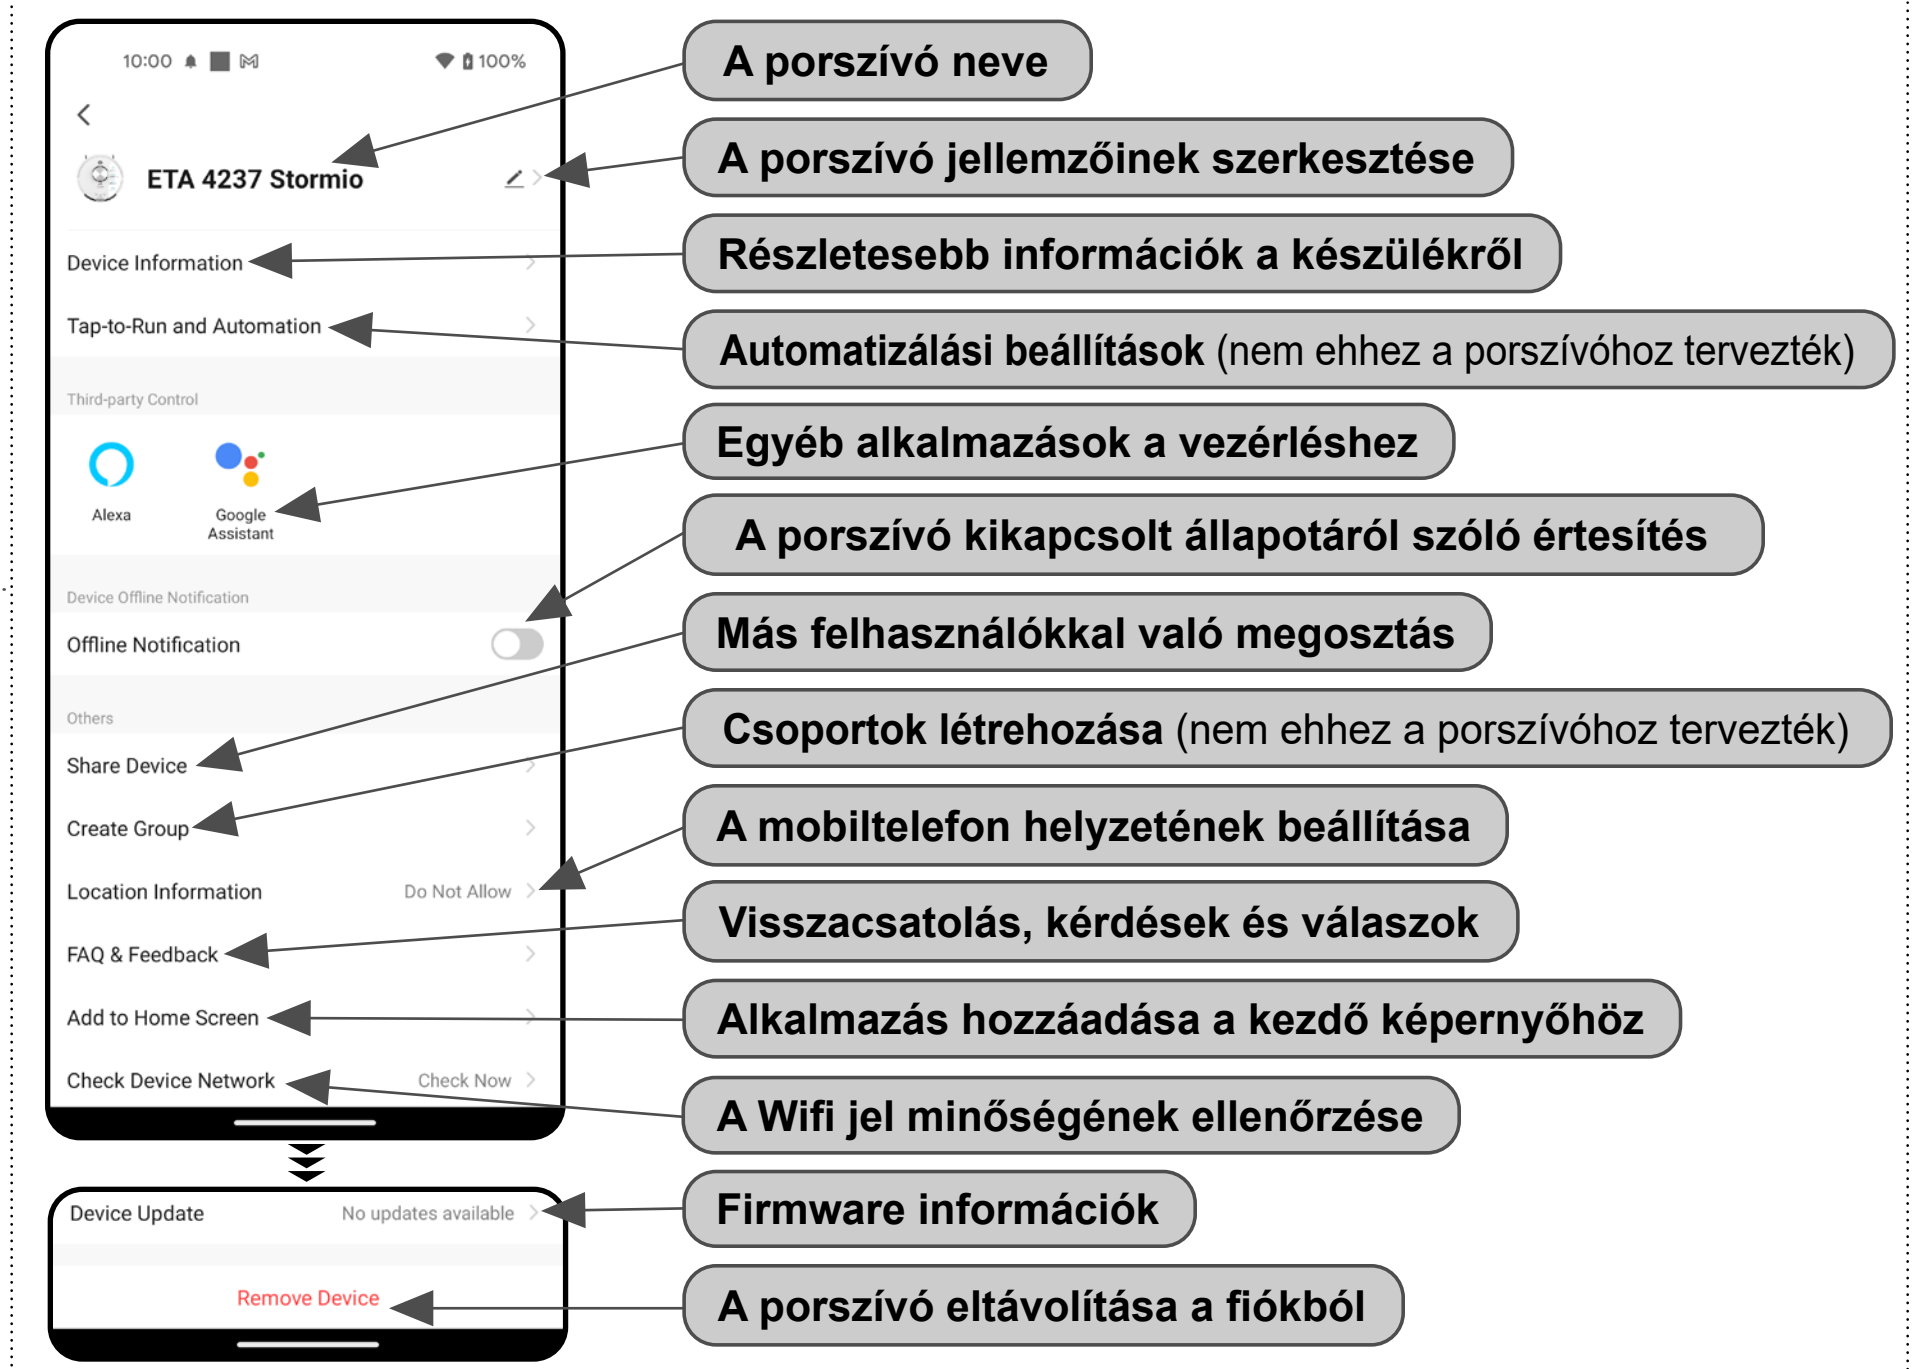 10:00
100%
ETA 4237 Stormio
Device Information
Tap-to-Run and Automation
Third-party Control
Alexa
Google
Assistant
Device Offline Notification
Offline Notification
Others
Share Device
Create Group
Location Information
Do Not Allow
FAQ & Feedback
Add to Home Screen
Check Device Network
Check Now
Device Update
No updates available
Remove Device
A porszívó neve
A porszívó jellemzőinek szerkesztése
Részletesebb információk a készülékről
Automatizálási beállítások (nem ehhez a porszívóhoz tervezték)
Egyéb alkalmazások a vezérléshez
A porszívó kikapcsolt állapotáról szóló értesítés
Más felhasználókkal való megosztás
Csoportok létrehozása (nem ehhez a porszívóhoz tervezték)
A mobiltelefon helyzetének beállítása
Visszacsatolás, kérdések és válaszok
Alkalmazás hozzáadása a kezdő képernyőhöz
A Wifi jel minőségének ellenőrzése
Firmware információk
A porszívó eltávolítása a fiókból